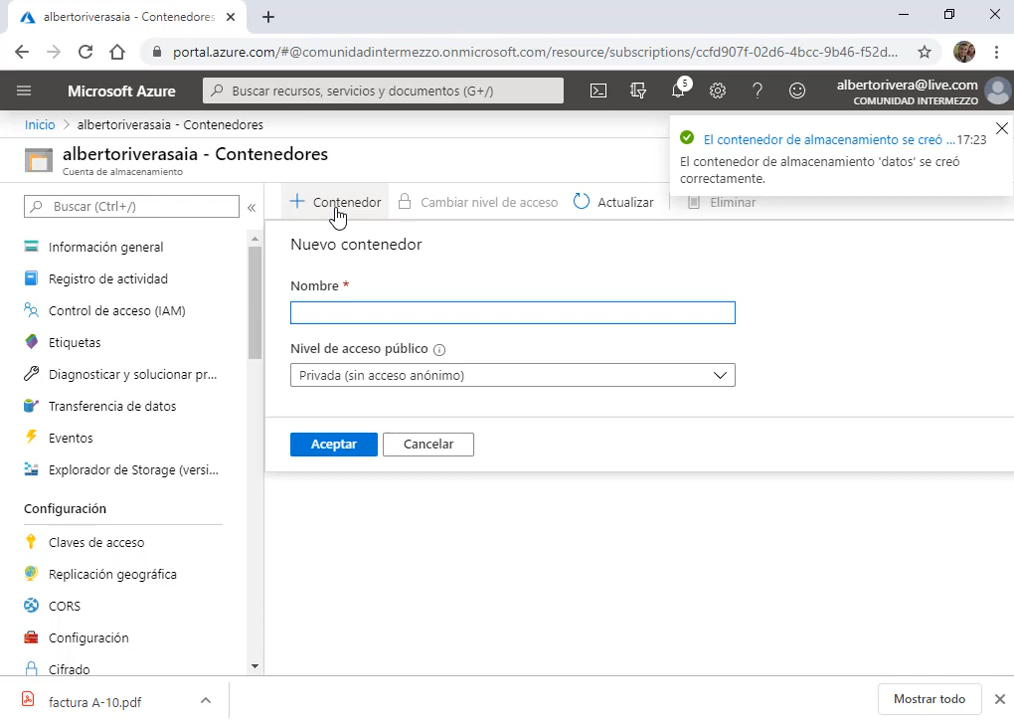 albertoriverasaia - Contenedores
portal.azure.com/#@comunidadintermezzo.onmicrosoft.com/resource/subscriptions/ccfd907f-02d6-4bcc-9b46-f52d...
Microsoft Azure
Buscar recursos, servicios y documentos (G+/)
5
albertorivera@live.com
COMUNIDAD INTERMEZZO
Inicio > albertoriverasaia - Contenedores
albertoriverasaia - Contenedores
Cuenta de almacenamiento
El contenedor de almacenamiento se creó ... 17:23
El contenedor de almacenamiento 'datos' se creó
correctamente.
Buscar (Ctrl+/)
«
Contenedor
Cambiar nivel de acceso
Actualizar
Eliminar
Información general
Registro de actividad
Control de acceso (IAM)
Etiquetas
Diagnosticar y solucionar pr...
Transferencia de datos
Eventos
Explorador de Storage (versi...
Configuración
Claves de acceso
Replicación geográfica
CORS
Configuración
Cifrado
Nuevo contenedor
Nombre *
Nivel de acceso público
Privada (sin acceso anónimo)
Aceptar
Cancelar
factura A-10.pdf
Mostrar todo